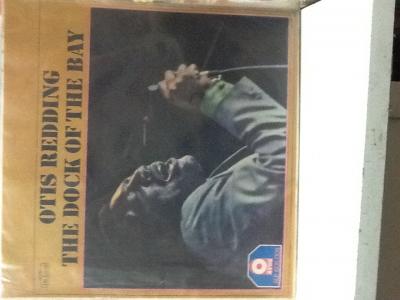 OTIS REDDING
THE DOCK OF THE BAY